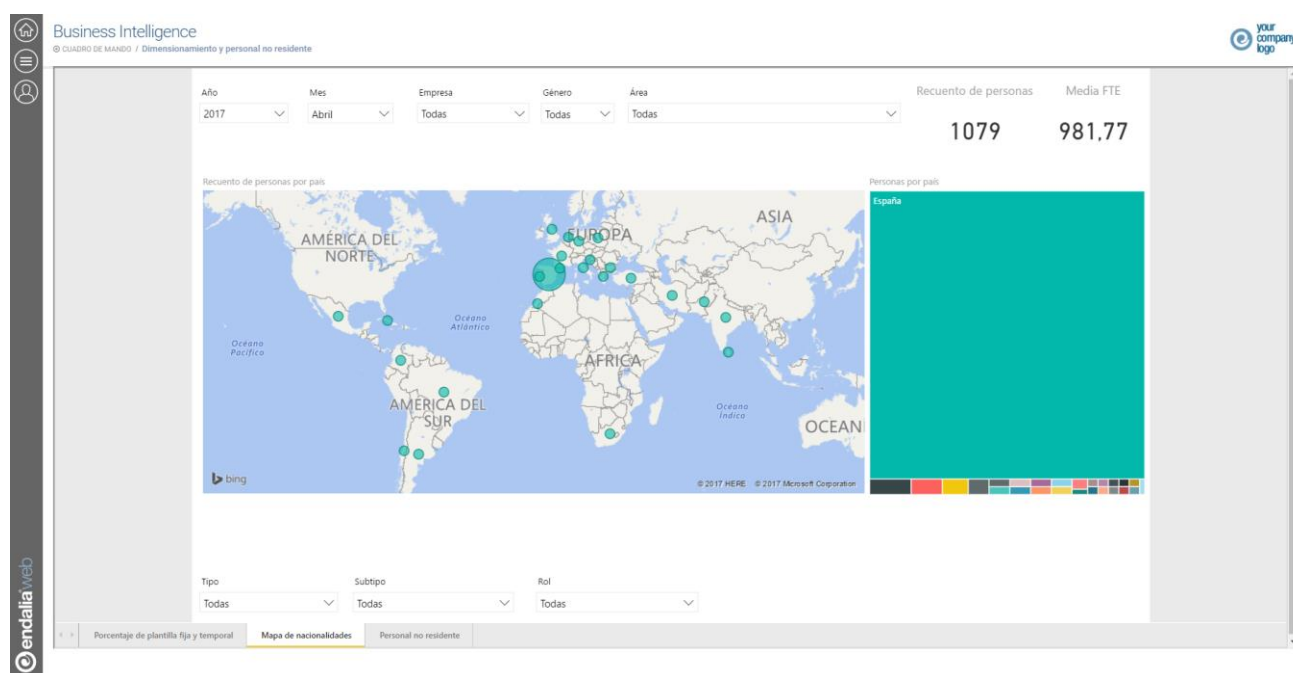 Business Intelligence
CUADRO DE MANDO / Dimensionamiento y personal no residente
your
company
logo
Año
Mes
Empresa
Género
Área
2017
Abril
Todas
Todas
Todas
Recuento de personas
Media FTE
1079
981,77
Recuento de personas por país
Personas por país
España
AMÉRICA DEL
NORTE
EUROPA
ASIA
Océano
Atlántico
Océano
Pacífico
ÁFRICA
AMÉRICA DEL
SUR
Océano
Índico
OCEAN
bing
© 2017 HERE © 2017 Microsoft Corporation
Tipo
Subtipo
Rol
Todas
Todas
Todas
Porcentaje de plantilla fija y temporal
Mapa de nacionalidades
Personal no residente
endalia web